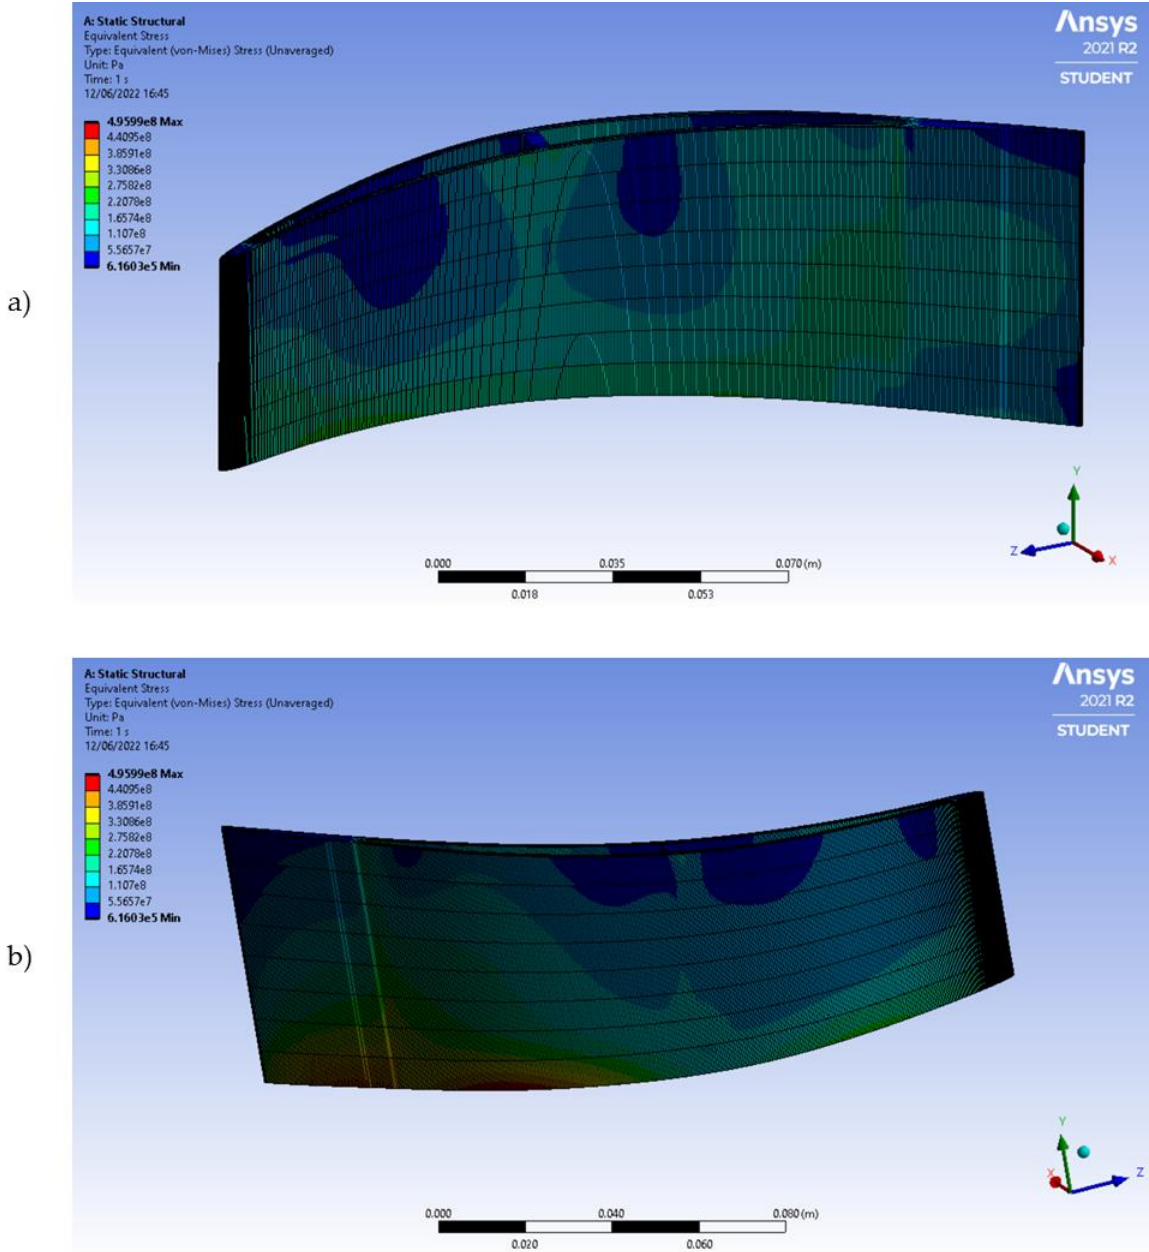 A: Static Structural
Equivalent Stress
Type: Equivalent (von-Mises) Stress (Unaveraged)
Unit: Pa
Time: 1 s
12/06/2022 16:45
4.9599e8 Max
4.4095e8
3.8591e8
3.3086e8
2.7582e8
2.2078e8
1.6574e8
1.107e8
5.5657e7
6.1603e5 Min
Ansys
2021 R2
STUDENT
a)
Y
Z
X
0.000 0.035 0.070 (m)
0.018 0.053
A: Static Structural
Equivalent Stress
Type: Equivalent (von-Mises) Stress (Unaveraged)
Unit: Pa
Time: 1 s
12/06/2022 16:45
4.9599e8 Max
4.4095e8
3.8591e8
3.3086e8
2.7582e8
2.2078e8
1.6574e8
1.107e8
5.5657e7
6.1603e5 Min
Ansys
2021 R2
STUDENT
b)
Y
X
Z
0.000 0.040 0.080 (m)
0.020 0.060